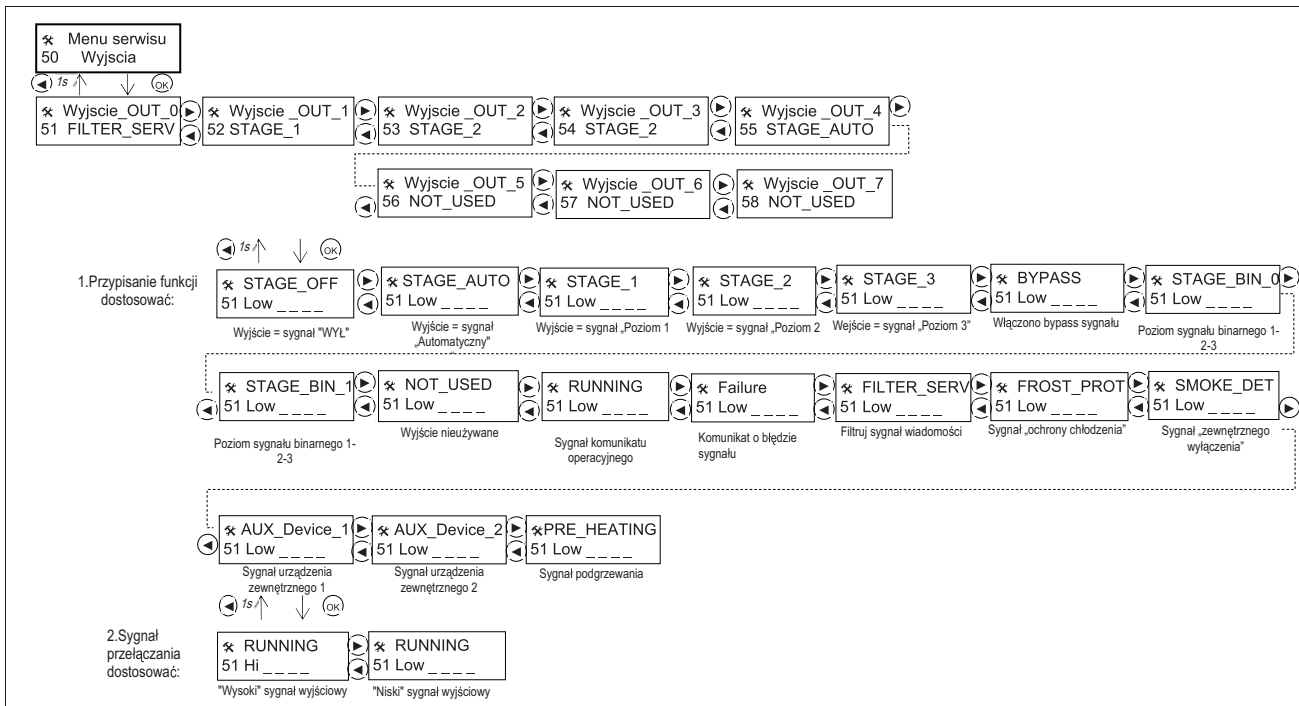 Menu serwisu
50 Wyjscia
1s OK
Wyjscie_OUT_0
51 FILTER_SERV
Wyjscie _OUT_1
52 STAGE_1
Wyjscie _OUT_2
53 STAGE_2
Wyjscie _OUT_3
54 STAGE_2
Wyjscie _OUT_4
55 STAGE_AUTO
Wyjscie _OUT_5
56 NOT_USED
Wyjscie _OUT_6
57 NOT_USED
Wyjscie _OUT_7
58 NOT_USED
1s OK
1.Przypisanie funkcji
dostosować:
STAGE_OFF
51 Low _ _ _ _
Wyjście = sygnał "WYŁ"
STAGE_AUTO
51 Low _ _ _ _
Wyjście = sygnał
„Automatyczny"
STAGE_1
51 Low _ _ _ _
Wyjście = sygnał „Poziom 1
STAGE_2
51 Low _ _ _ _
Wyjście = sygnał „Poziom 2
STAGE_3
51 Low _ _ _ _
Wejście = sygnał „Poziom 3"
BYPASS
51 Low _ _ _ _
Włączono bypass sygnału
STAGE_BIN_0
51 Low _ _ _ _
Poziom sygnału binarnego 1-
2-3
STAGE_BIN_1
51 Low _ _ _ _
Poziom sygnału binarnego 1-
2-3
NOT_USED
51 Low _ _ _ _
Wyjście nieużywane
RUNNING
51 Low _ _ _ _
Sygnał komunikatu
operacyjnego
Failure
51 Low _ _ _ _
Komunikat o błędzie
sygnału
FILTER_SERV
51 Low _ _ _ _
Filtruj sygnał wiadomości
FROST_PROT
51 Low _ _ _ _
Sygnał „ochrony chłodzenia"
SMOKE_DET
51 Low _ _ _ _
Sygnał „zewnętrznego
wyłączenia"
AUX_Device_1
51 Low _ _ _ _
Sygnał urządzenia
zewnętrznego 1
AUX_Device_2
51 Low _ _ _ _
Sygnał urządzenia
zewnętrznego 2
PRE_HEATING
51 Low _ _ _ _
Sygnał podgrzewania
1s OK
2.Sygnał
przełączania
dostosować:
RUNNING
51 Hi _ _ _ _
"Wysoki" sygnał wyjściowy
RUNNING
51 Low _ _ _ _
"Niski" sygnał wyjściowy